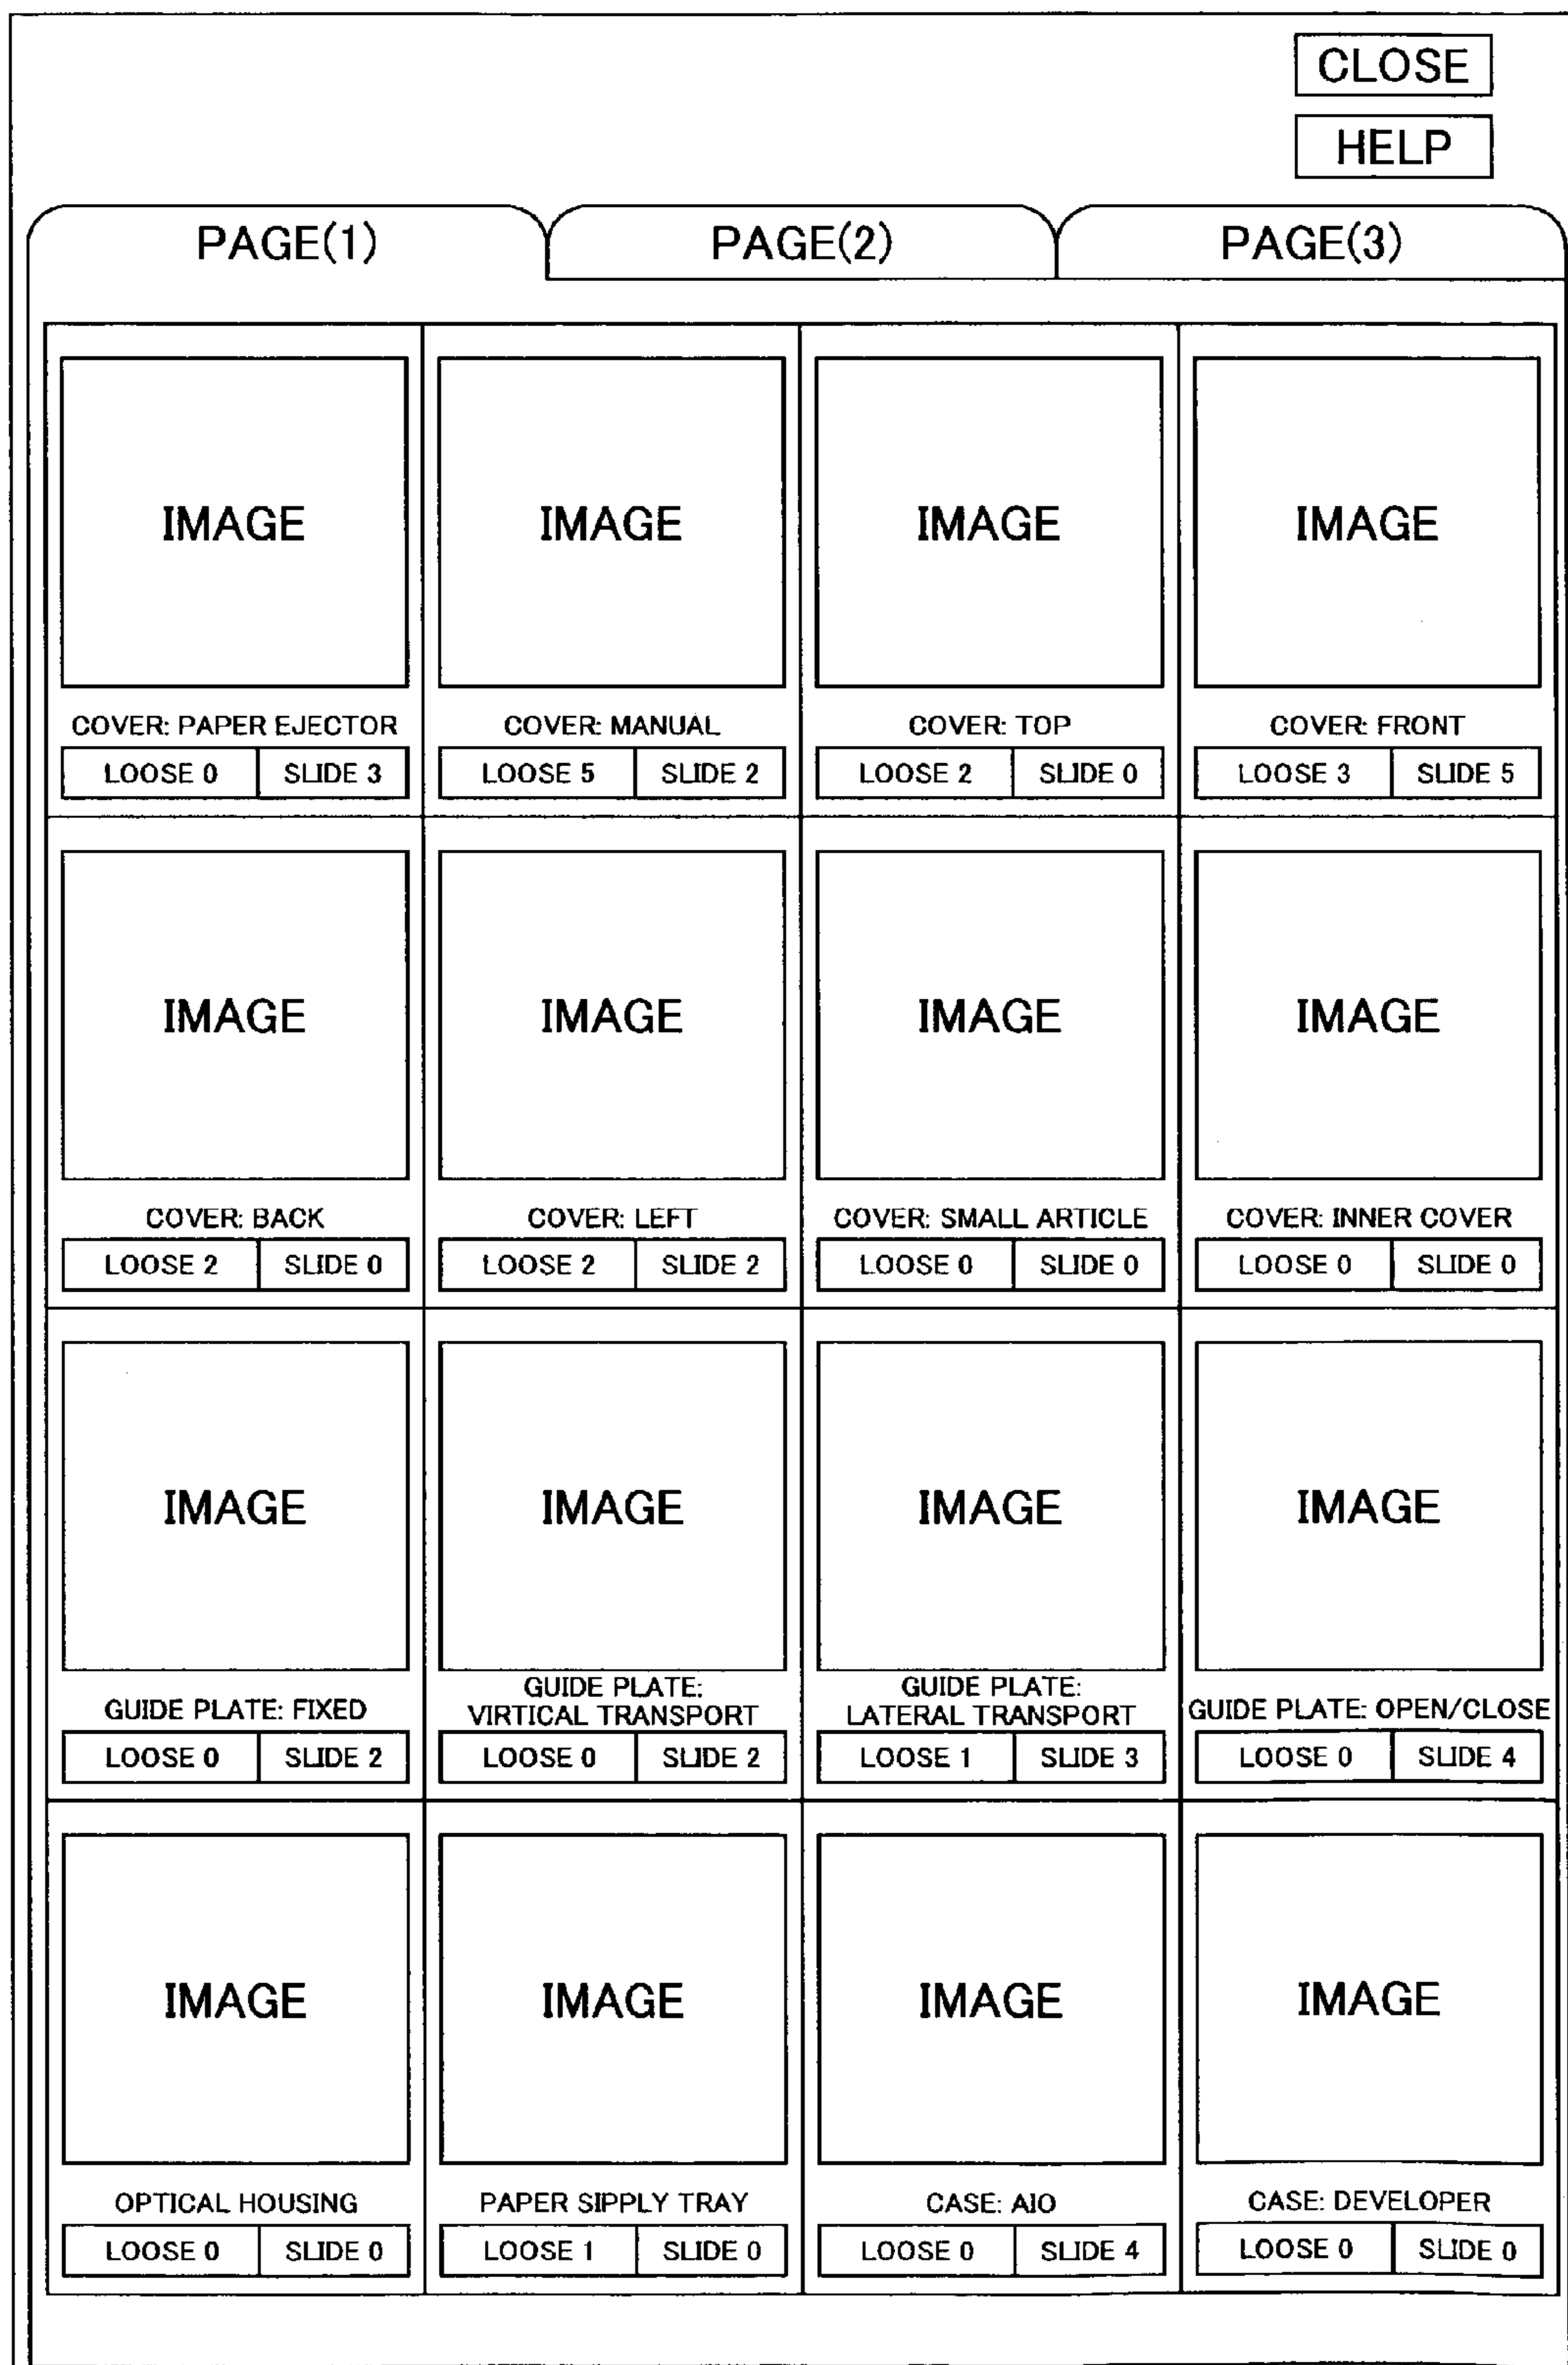 CLOSE
HELP
PAGE(1) PAGE(2) PAGE(3)
IMAGE IMAGE IMAGE IMAGE
COVER: PAPER EJECTOR COVER: MANUAL COVER: TOP COVER: FRONT
LOOSE 0 SLIDE 3 LOOSE 5 SLIDE 2 LOOSE 2 SLIDE 0 LOOSE 3 SLIDE 5
IMAGE IMAGE IMAGE IMAGE
COVER: BACK COVER: LEFT COVER: SMALL ARTICLE COVER: INNER COVER
LOOSE 2 SLIDE 0 LOOSE 2 SLIDE 2 LOOSE 0 SLIDE 0 LOOSE 0 SLIDE 0
IMAGE IMAGE IMAGE IMAGE
GUIDE PLATE: FIXED
GUIDE PLATE:
VIRTICAL TRANSPORT
GUIDE PLATE:
LATERAL TRANSPORT
GUIDE PLATE: OPEN/CLOSE
LOOSE 0 SLIDE 2 LOOSE 0 SLIDE 2 LOOSE 1 SLIDE 3 LOOSE 0 SLIDE 4
IMAGE IMAGE IMAGE IMAGE
OPTICAL HOUSING PAPER SIPPLY TRAY CASE: AIO CASE: DEVELOPER
LOOSE 0 SLIDE 0 LOOSE 1 SLIDE 0 LOOSE 0 SLIDE 4 LOOSE 0 SLIDE 0